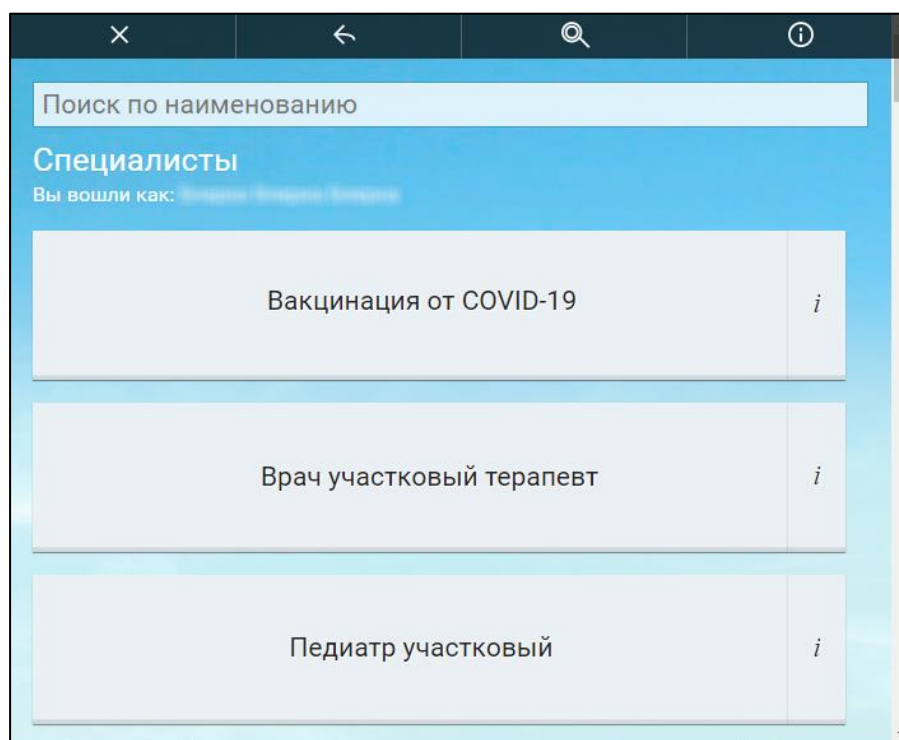 Поиск по наименованию
Специалисты
Вы вошли как:
Вакцинация от COVID-19
i
Врач участковый терапевт
i
Педиатр участковый
i